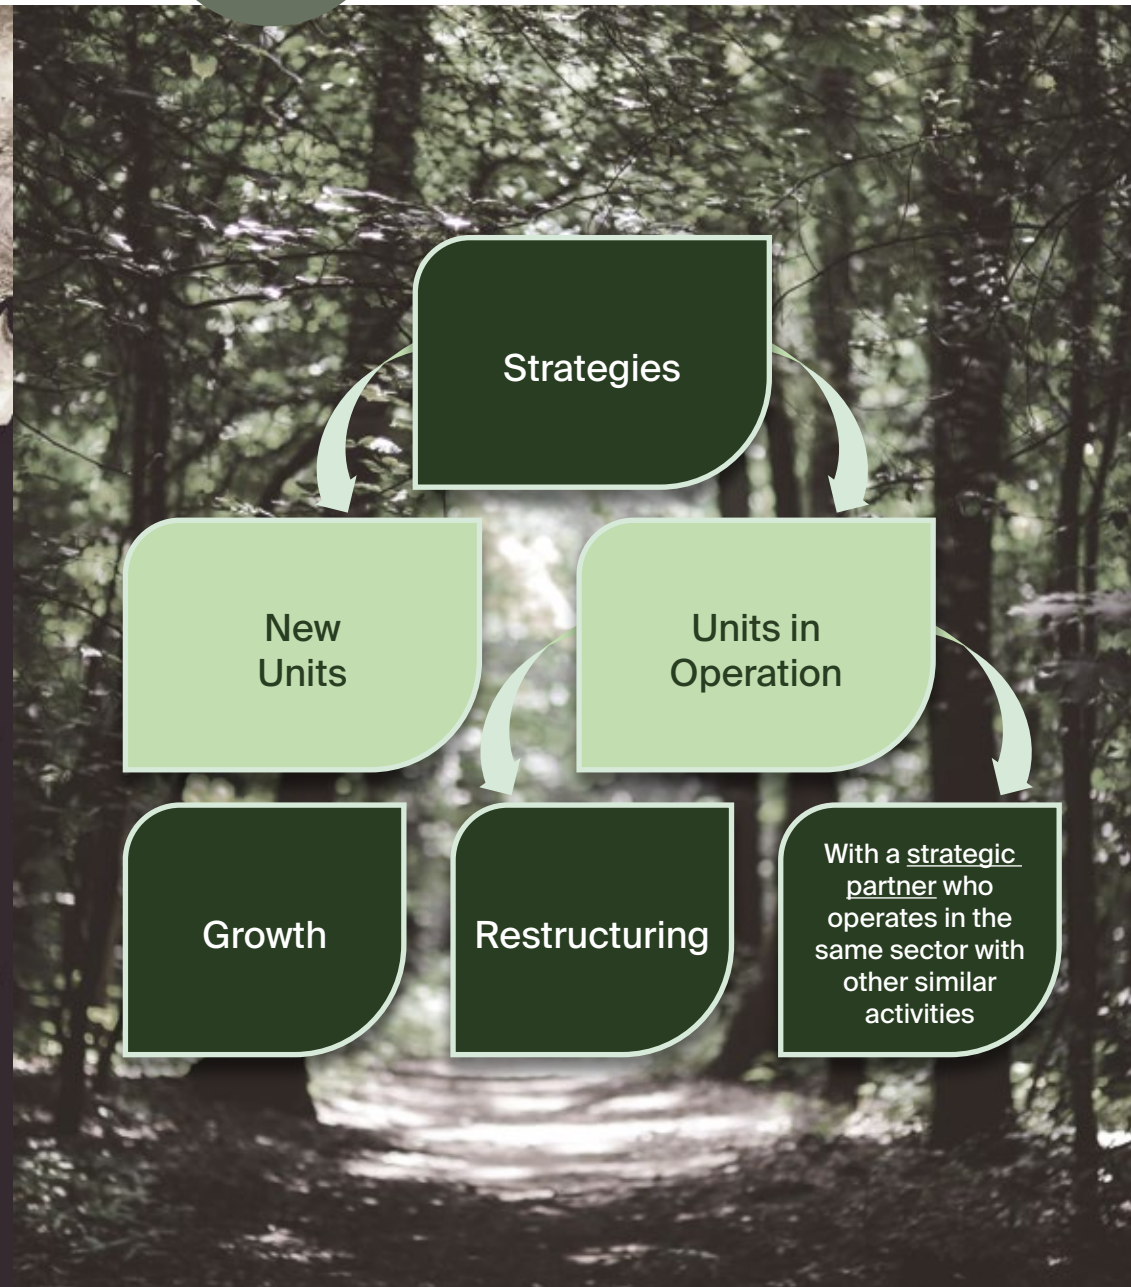 Strategies
New
Units
Units in
Operation
Growth
Restructuring
With a strategic
partner who
operates in the
same sector with
other similar
activities